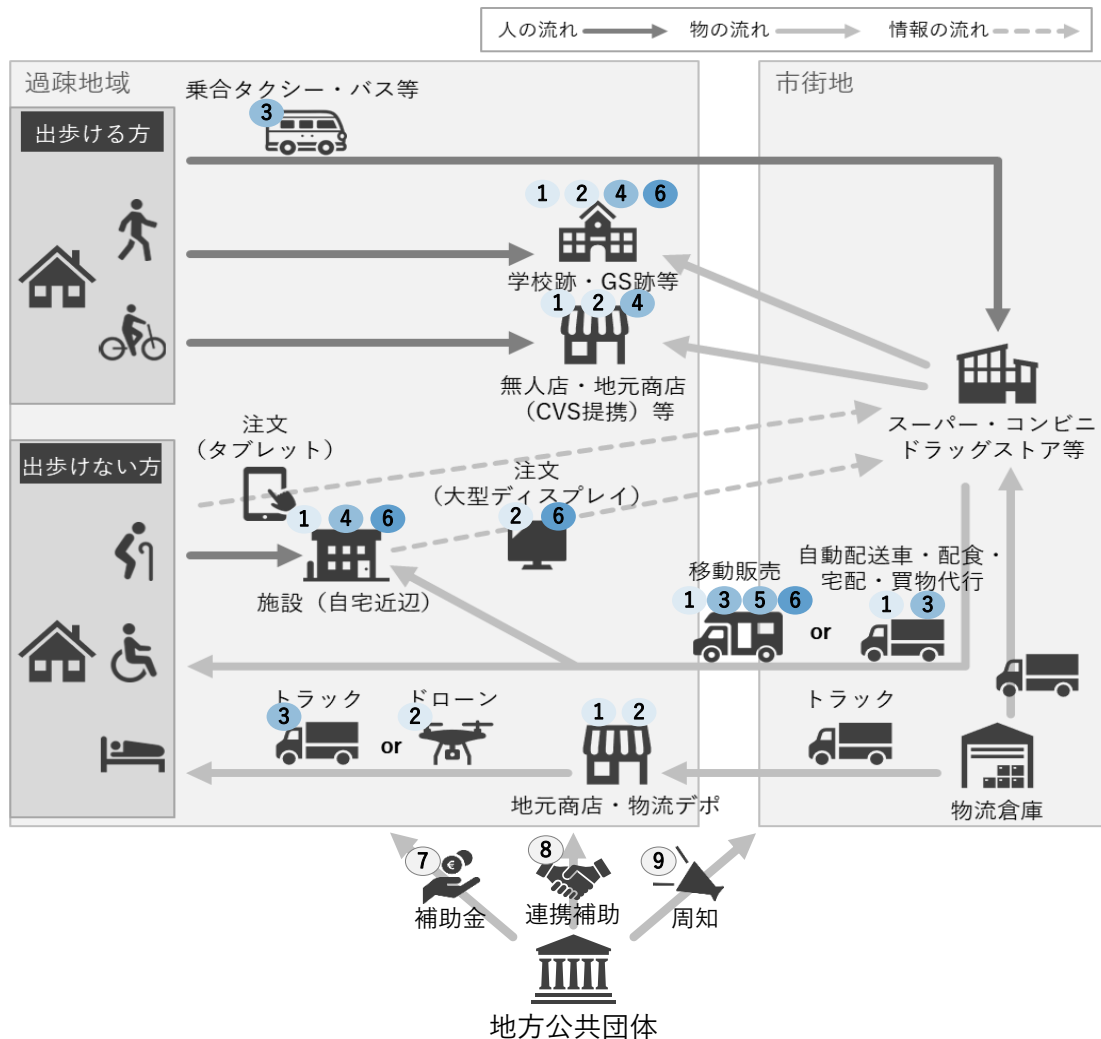 人の流れ
物の流れ
情報の流れ
過疎地域
市街地
乗合タクシー・バス等
3
出歩ける方
1 2 4 6
学校跡・GS跡等
1 2 4
無人店・地元商店
（CVS提携）等
スーパー・コンビニ
ドラッグストア等
出歩けない方
注文
（タブレット）
注文
（大型ディスプレイ）
1 4 6
2 6
施設（自宅近辺）
移動販売
1 3 5 6
or
自動配送車・配食・
宅配・買物代行
1 3
トラック
3
or
ドローン
2
1 2
地元商店・物流デポ
トラック
物流倉庫
7
€
補助金
8
連携補助
9
周知
地方公共団体